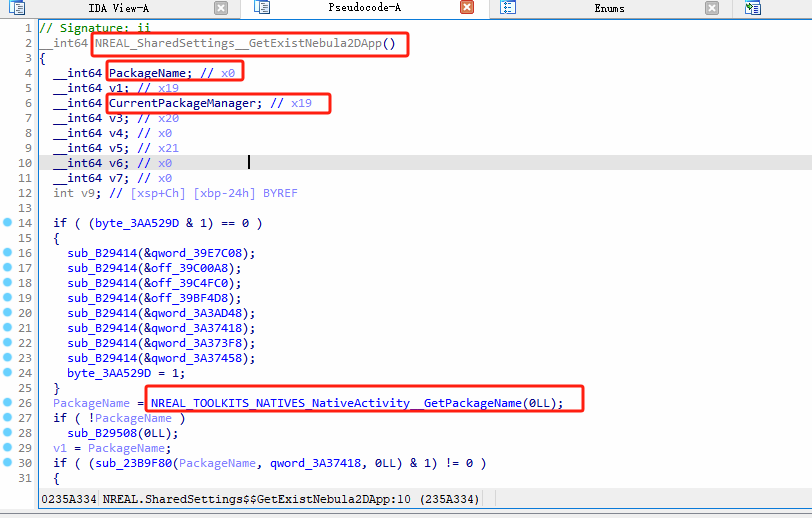 IDA View-A
Pseudocode-A
Enums
1 // Signature: ii
2 __int64 NREAL_SharedSettings__GetExistNebula2DApp()
3 {
4 __int64 PackageName; // x0
5 __int64 v1; // x19
6 __int64 CurrentPackageManager; // x19
7 __int64 v3; // x20
8 __int64 v4; // x0
9 __int64 v5; // x21
10 __int64 v6; // x0
11 __int64 v7; // x0
12 int v9; // [xsp+Ch] [xbp-24h] BYREF
13
14 if ( (byte_3AA529D & 1) == 0 )
15 {
16 sub_B29414(&qword_39E7C08);
17 sub_B29414(&off_39C00A8);
18 sub_B29414(&off_39C4FC0);
19 sub_B29414(&off_39BF4D8);
20 sub_B29414(&qword_3A3AD48);
21 sub_B29414(&qword_3A37418);
22 sub_B29414(&qword_3A373F8);
23 sub_B29414(&qword_3A37458);
24 byte_3AA529D = 1;
25 }
26 PackageName = NREAL_TOOLKITS_NATIVES_NativeActivity__GetPackageName(0LL);
27 if ( !PackageName )
28 sub_B29508(0LL);
29 v1 = PackageName;
30 if ( (sub_23B9F80(PackageName, qword_3A37418, 0LL) & 1) != 0 )
31 {
0235A334 NREAL.SharedSettings$$GetExistNebula2DApp:10 (235A334)